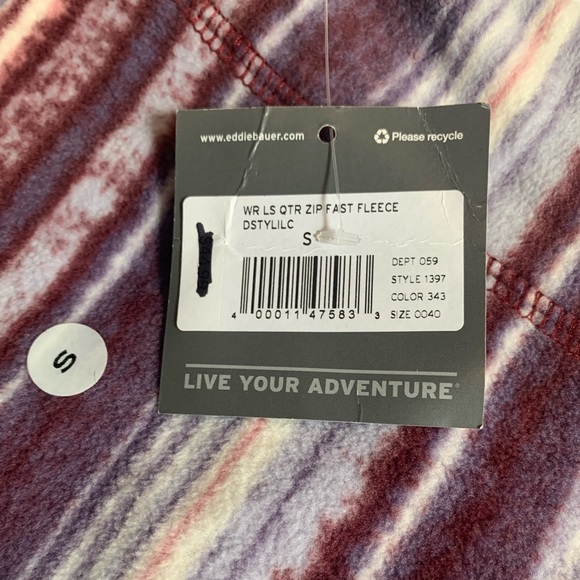 www.eddiebauer.com
Please recycle
WR LS QTR ZIP FAST FLEECE
DSTYLILC
S
DEPT 059
STYLE 1397
COLOR 343
SIZE 0040
4 00011 47583 3
LIVE YOUR ADVENTURE®
S